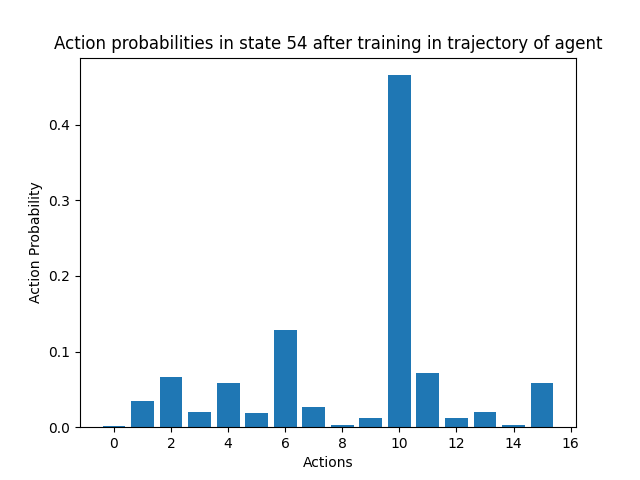 Action probabilities in state 54 after training in trajectory of agent
0.4
0.3
0.2
0.1
0.0
Action Probability
0 2 4 6 8 10 12 14 16
Actions